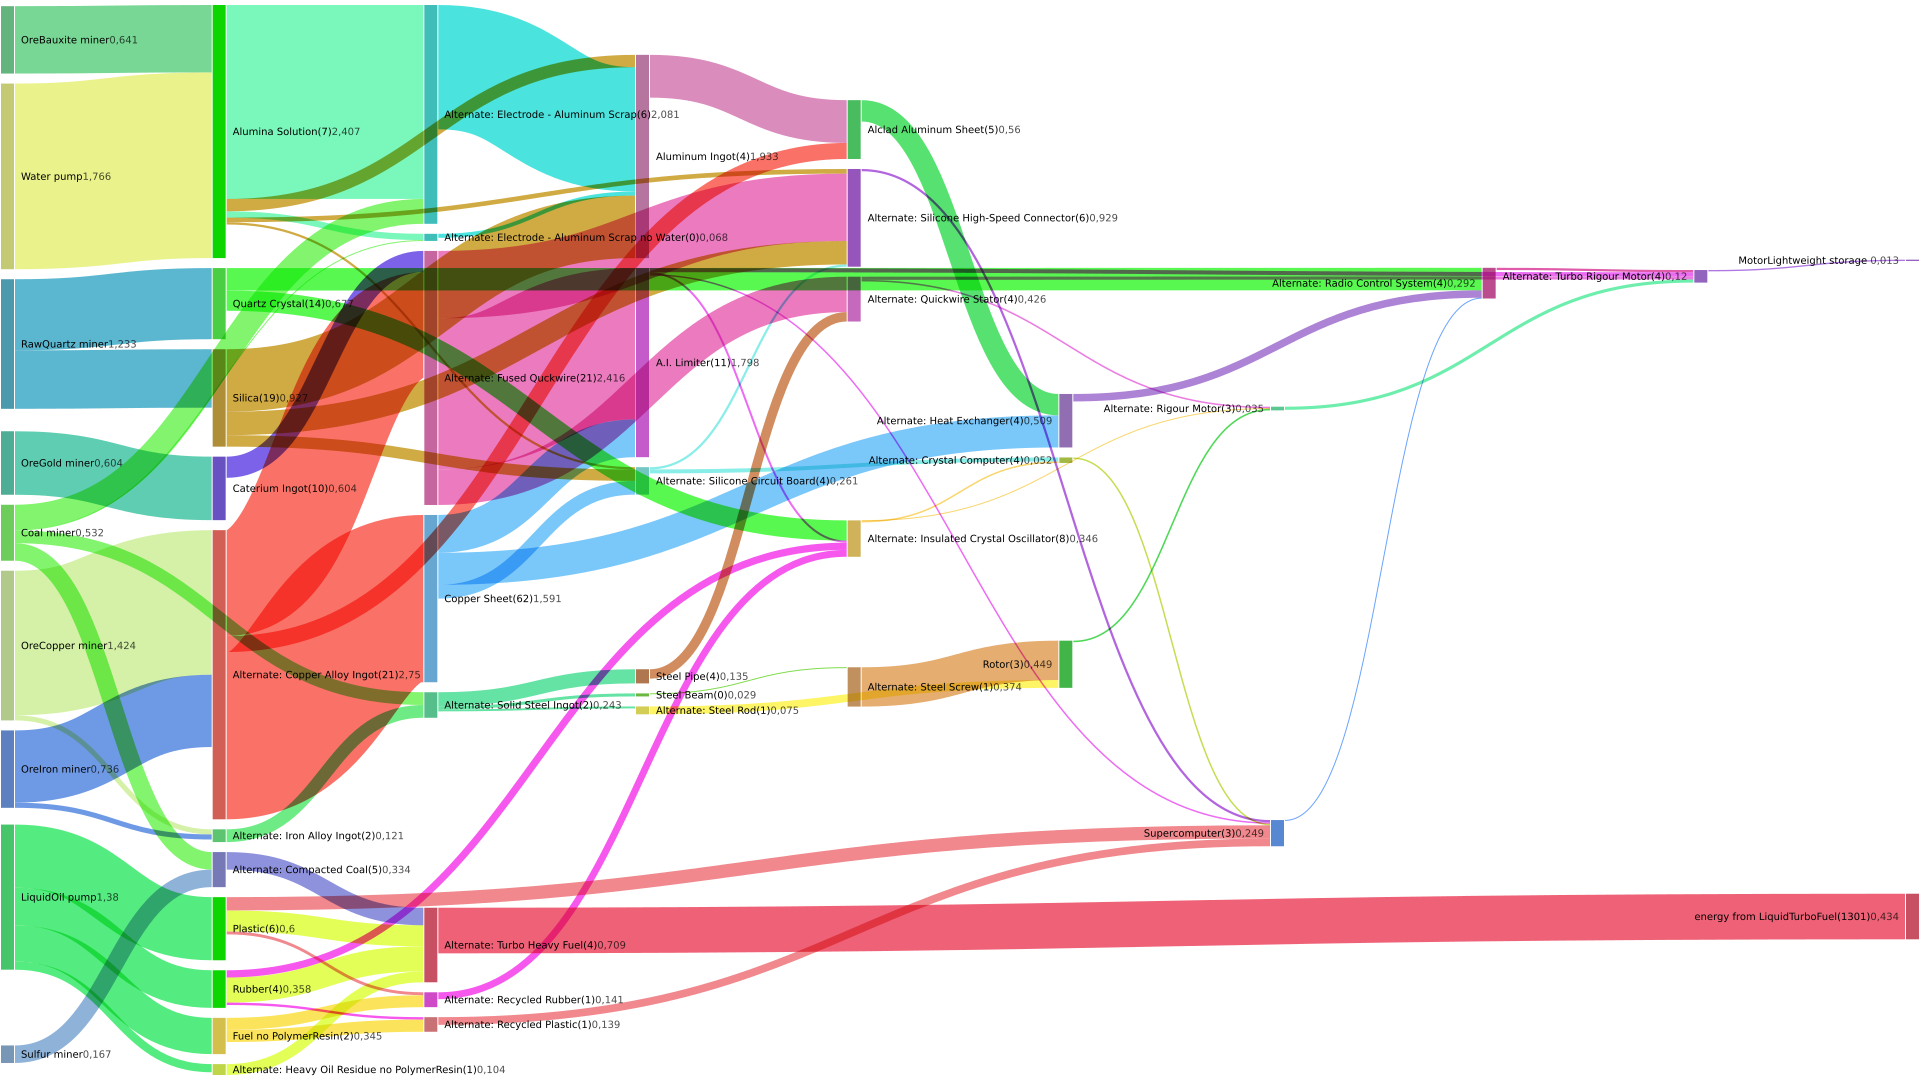 OreBauxite miner0,641
Water pump1,766
RawQuartz miner1,233
OreGold miner0,604
Coal miner0,532
OreCopper miner1,424
OreIron miner0,736
LiquidOil pump1,38
Sulfur miner0,167
Alumina Solution(7)2,407
Quartz Crystal(14)0,677
Silica(19)0,927
Caterium Ingot(10)0,604
Alternate: Copper Alloy Ingot(21)2,75
Alternate: Iron Alloy Ingot(2)0,121
Alternate: Compacted Coal(5)0,334
Plastic(6)0,6
Rubber(4)0,358
Fuel no PolymerResin(2)0,345
Alternate: Heavy Oil Residue no PolymerResin(1)0,104
Alternate: Electrode - Aluminum Scrap(6)2,081
Alternate: Electrode - Aluminum Scrap no Water(0)0,068
Alternate: Fused Quckwire(21)2,416
Copper Sheet(62)1,591
Alternate: Solid Steel Ingot(2)0,243
Alternate: Turbo Heavy Fuel(4)0,709
Alternate: Recycled Rubber(1)0,141
Alternate: Recycled Plastic(1)0,139
Aluminum Ingot(4)1,933
A.I. Limiter(11)1,798
Alternate: Silicone Circuit Board(4)0,261
Steel Pipe(4)0,135
Steel Beam(0)0,029
Alternate: Steel Rod(1)0,075
Alclad Aluminum Sheet(5)0,56
Alternate: Silicone High-Speed Connector(6)0,929
Alternate: Quickwire Stator(4)0,426
Alternate: Insulated Crystal Oscillator(8)0,346
Alternate: Steel Screw(1)0,374
Alternate: Heat Exchanger(4)0,509
Alternate: Crystal Computer(4)0,052
Rotor(3)0,449
Alternate: Rigour Motor(3)0,035
Supercomputer(3)0,249
Alternate: Radio Control System(4)0,292
Alternate: Turbo Rigour Motor(4)0,12
MotorLightweight storage 0,013
energy from LiquidTurboFuel(1301)0,434